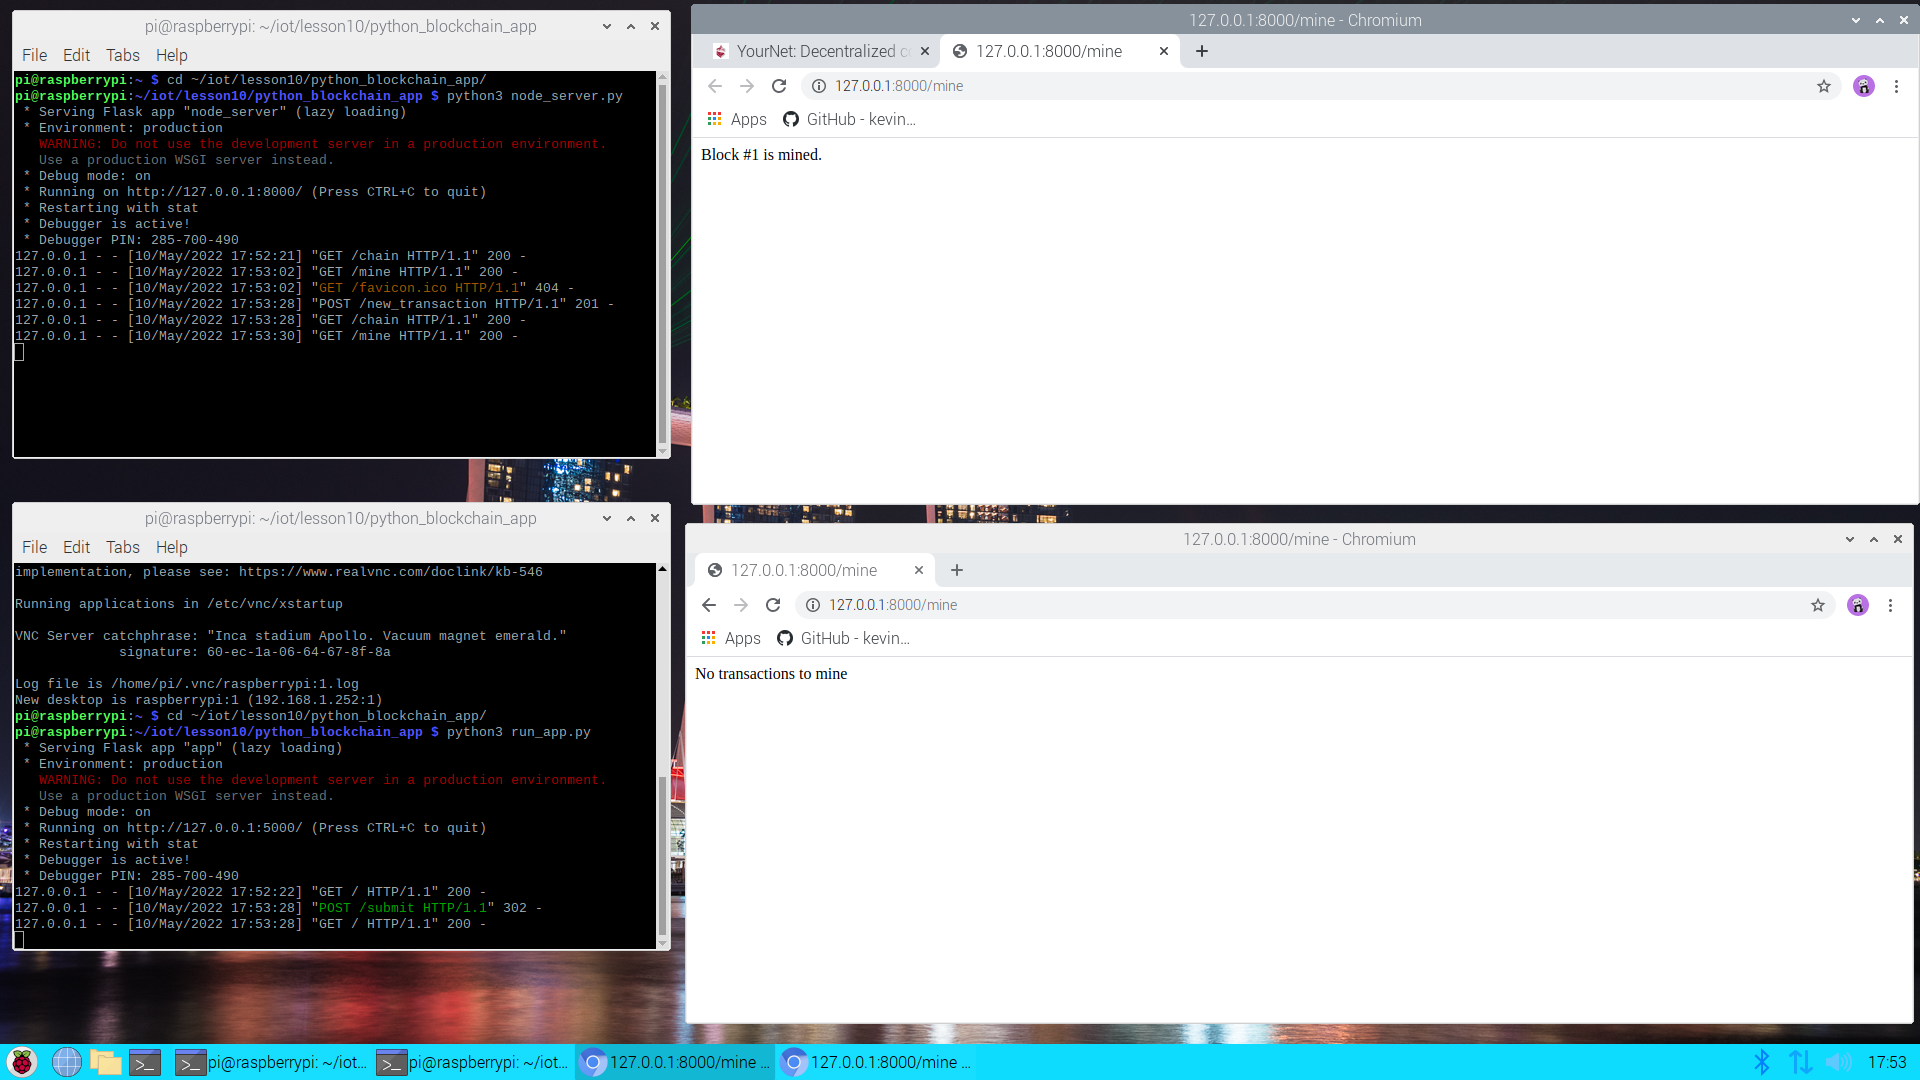 pi@raspberrypi: ~/iot/lesson10/python_blockchain_app
File Edit Tabs Help
pi@raspberrypi:~ $ cd ~/iot/lesson10/python_blockchain_app/
pi@raspberrypi:~/iot/lesson10/python_blockchain_app $ python3 node_server.py
* Serving Flask app "node_server" (lazy loading)
* Environment: production
WARNING: Do not use the development server in a production environment.
Use a production WSGI server instead.
* Debug mode: on
* Running on http://127.0.0.1:8000/ (Press CTRL+C to quit)
* Restarting with stat
* Debugger is active!
* Debugger PIN: 285-700-490
127.0.0.1 - - [10/May/2022 17:52:21] "GET /chain HTTP/1.1" 200 -
127.0.0.1 - - [10/May/2022 17:53:02] "GET /mine HTTP/1.1" 200 -
127.0.0.1 - - [10/May/2022 17:53:02] "GET /favicon.ico HTTP/1.1" 404 -
127.0.0.1 - - [10/May/2022 17:53:28] "POST /new_transaction HTTP/1.1" 201 -
127.0.0.1 - - [10/May/2022 17:53:28] "GET /chain HTTP/1.1" 200 -
127.0.0.1 - - [10/May/2022 17:53:30] "GET /mine HTTP/1.1" 200 -
127.0.0.1:8000/mine - Chromium
YourNet: Decentralized c
127.0.0.1:8000/mine
127.0.0.1:8000/mine
Apps GitHub - kevin...
Block #1 is mined.
pi@raspberrypi: ~/iot/lesson10/python_blockchain_app
File Edit Tabs Help
implementation, please see: https://www.realvnc.com/doclink/kb-546
Running applications in /etc/vnc/xstartup
VNC Server catchphrase: "Inca stadium Apollo. Vacuum magnet emerald."
signature: 60-ec-1a-06-64-67-8f-8a
Log file is /home/pi/.vnc/raspberrypi:1.log
New desktop is raspberrypi:1 (192.168.1.252:1)
pi@raspberrypi:~ $ cd ~/iot/lesson10/python_blockchain_app/
pi@raspberrypi:~/iot/lesson10/python_blockchain_app $ python3 run_app.py
* Serving Flask app "app" (lazy loading)
* Environment: production
WARNING: Do not use the development server in a production environment.
Use a production WSGI server instead.
* Debug mode: on
* Running on http://127.0.0.1:5000/ (Press CTRL+C to quit)
* Restarting with stat
* Debugger is active!
* Debugger PIN: 285-700-490
127.0.0.1 - - [10/May/2022 17:52:22] "GET / HTTP/1.1" 200 -
127.0.0.1 - - [10/May/2022 17:53:28] "POST /submit HTTP/1.1" 302 -
127.0.0.1 - - [10/May/2022 17:53:28] "GET / HTTP/1.1" 200 -
127.0.0.1:8000/mine - Chromium
127.0.0.1:8000/mine
127.0.0.1:8000/mine
Apps GitHub - kevin...
No transactions to mine
pi@raspberrypi: ~/iot... pi@raspberrypi: ~/iot... 127.0.0.1:8000/mine ... 127.0.0.1:8000/mine ... 17:53